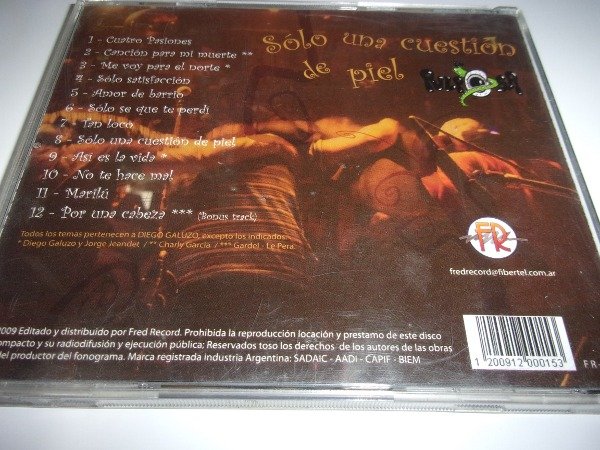 Sólo una cuestión
de piel
1 - Cuatro Pasiones
2 - Canción para mi muerte **
3 - Me voy para el norte *
4 - Sólo satisfacción
5 - Amor de barrio
6 - Sólo se que te perdi
7 - Tan loco
8 - Sólo una cuestión de piel
9 - Asi es la vida *
10 - No te hace mal
11 - Marilú
12 - Por una cabeza *** (Bonus track)
Todos los temas pertenecen a DIEGO GALUZO, excepto los indicados
* Diego Galuzo y Jorge Jeandet / ** Charly García / *** Gardel - Le Pera
FR
fredrecord@fibertel.com.ar
2009 Editado y distribuido por Fred Record. Prohibida la reproducción locación y prestamo de este disco
compacto y su radiodifusión y ejecución pública; Reservados toso los derechos de los autores de las obras
del productor del fonograma. Marca registrada industria Argentina: SADAIC - AADI - CAPIF - BIEM
1 200912 000153
FR-